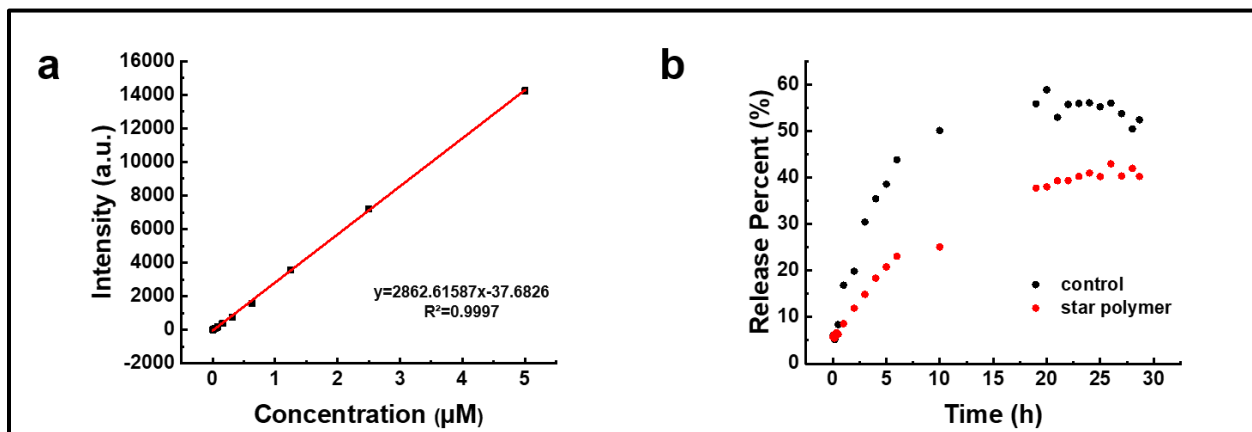 a
16000
14000
12000
10000
8000
6000
4000
2000
0
-2000
Intensity (a.u.)
y=2862.61587x-37.6826
R²=0.9997
0 1 2 3 4 5
Concentration (µM)
b
60
50
40
30
20
10
0
Release Percent (%)
control
star polymer
0 5 10 15 20 25 30
Time (h)